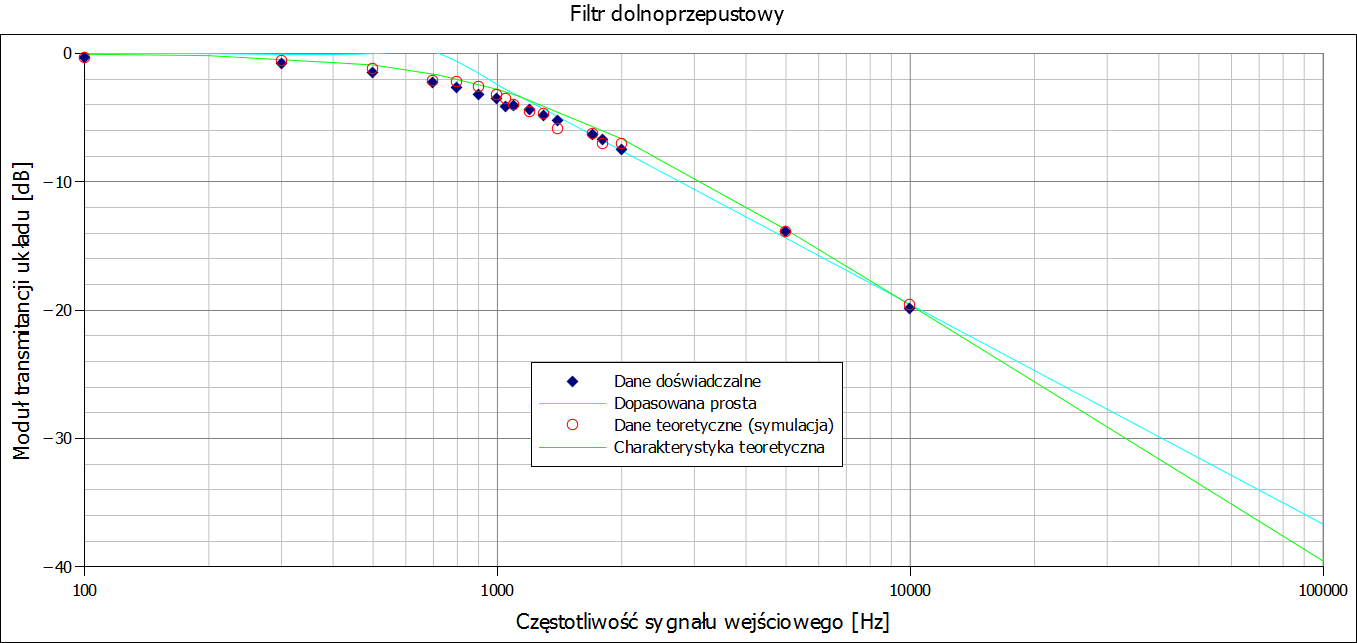 Filtr dolnoprzepustowy
0
−10
−20
−30
−40
Moduł transmitancji układu [dB]
Dane doświadczalne
Dopasowana prosta
Dane teoretyczne (symulacja)
Charakterystyka teoretyczna
100 1000 10000 100000
Częstotliwość sygnału wejściowego [Hz]